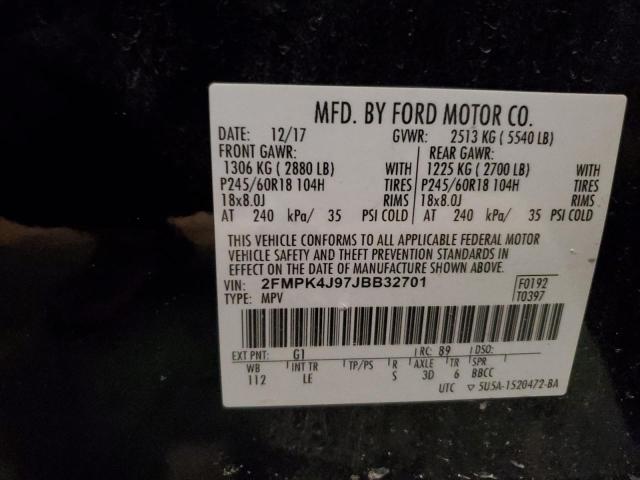 MFD. BY FORD MOTOR CO.
DATE: 12/17 GVWR: 2513 KG ( 5540 LB)
FRONT GAWR: REAR GAWR:
1306 KG ( 2880 LB) WITH 1225 KG ( 2700 LB) WITH
P245/60R18 104H TIRES P245/60R18 104H TIRES
18x8.0J RIMS 18x8.0J RIMS
AT 240 kPa/ 35 PSI COLD AT 240 kPa/ 35 PSI COLD
THIS VEHICLE CONFORMS TO ALL APPLICABLE FEDERAL MOTOR
VEHICLE SAFETY AND THEFT PREVENTION STANDARDS IN
EFFECT ON THE DATE OF MANUFACTURE SHOWN ABOVE.
VIN: 2FMPK4J97JBB32701 F0192
TYPE: MPV T0397
EXT PNT: G1 RC: 89 DSO:
WB INT TR TP/PS R AXLE TR SPR
112 LE S 3D 6 BBCC
UTC ▽ 5U5A-1520472-BA